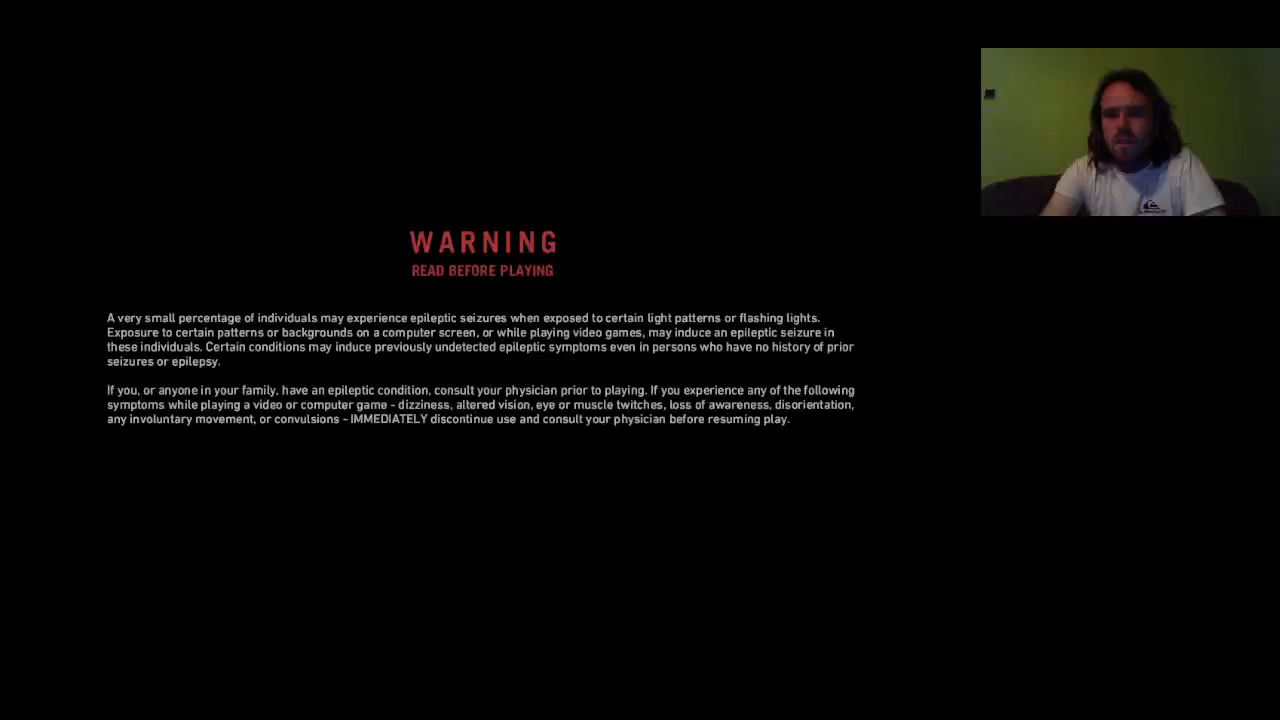 WARNING
READ BEFORE PLAYING
A very small percentage of individuals may experience epileptic seizures when exposed to certain light patterns or flashing lights.
Exposure to certain patterns or backgrounds on a computer screen, or while playing video games, may induce an epileptic seizure in
these individuals. Certain conditions may induce previously undetected epileptic symptoms even in persons who have no history of prior
seizures or epilepsy.
If you, or anyone in your family, have an epileptic condition, consult your physician prior to playing. If you experience any of the following
symptoms while playing a video or computer game - dizziness, altered vision, eye or muscle twitches, loss of awareness, disorientation,
any involuntary movement, or convulsions - IMMEDIATELY discontinue use and consult your physician before resuming play.